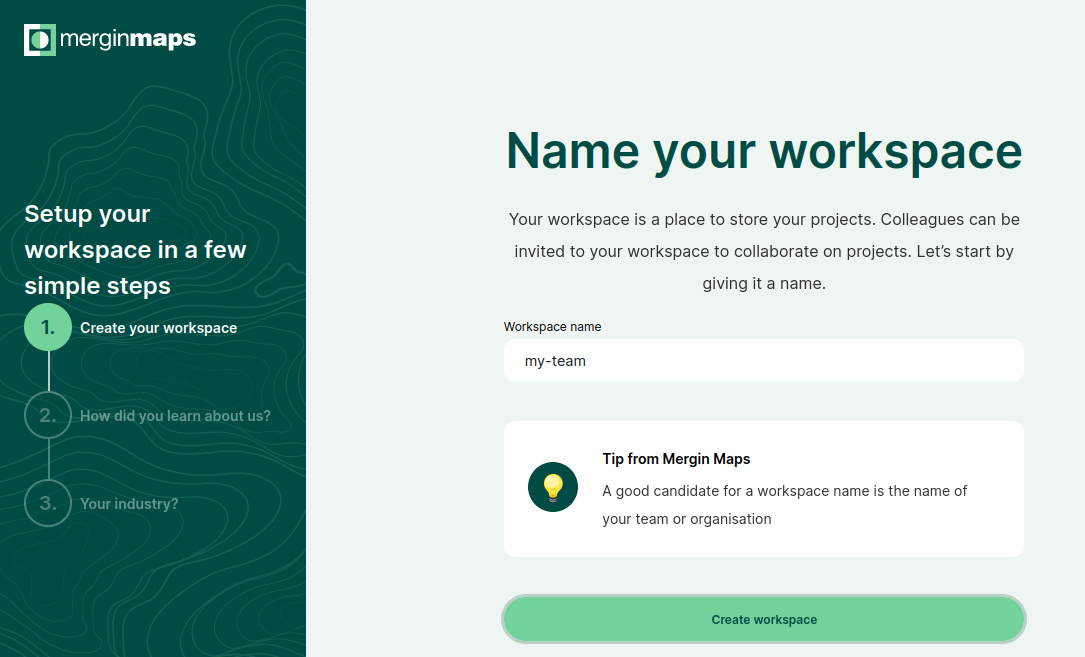 merginmaps
Setup your
workspace in a few
simple steps
1. Create your workspace
2. How did you learn about us?
3. Your industry?
Name your workspace
Your workspace is a place to store your projects. Colleagues can be
invited to your workspace to collaborate on projects. Let’s start by
giving it a name.
Workspace name
my-team
Tip from Mergin Maps
A good candidate for a workspace name is the name of
your team or organisation
Create workspace